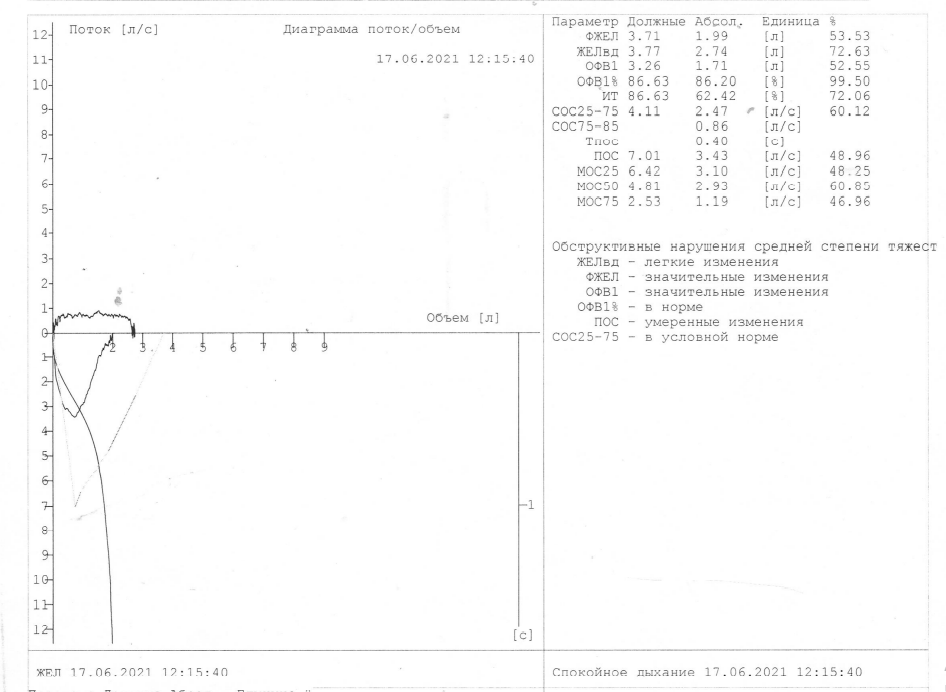 Поток [л/с]
Диаграмма поток/объем
17.06.2021 12:15:40
12
11
10
9
8
7
6
5
4
3
2
1
0
1
2
3
4
5
6
7
8
9
10
11
12
2 3 4 5 6 7 8 9
Объем [л]
1
[с]
Параметр Должные Абсол. Единица %
ФЖЕЛ 3.71 1.99 [л] 53.53
ЖЕЛвд 3.77 2.74 [л] 72.63
ОФВ1 3.26 1.71 [л] 52.55
ОФВ1% 86.63 86.20 [%] 99.50
ИТ 86.63 62.42 [%] 72.06
СОС25-75 4.11 2.47 [л/с] 60.12
СОС75-85 0.86 [л/с]
Тпос 0.40 [с]
ПОС 7.01 3.43 [л/с] 48.96
МОС25 6.42 3.10 [л/с] 48.25
МОС50 4.81 2.93 [л/с] 60.85
МОС75 2.53 1.19 [л/с] 46.96
Обструктивные нарушения средней степени тяжест
ЖЕЛвд - легкие изменения
ФЖЕЛ - значительные изменения
ОФВ1 - значительные изменения
ОФВ1% - в норме
ПОС - умеренные изменения
СОС25-75 - в условной норме
ЖЕЛ 17.06.2021 12:15:40
Спокойное дыхание 17.06.2021 12:15:40